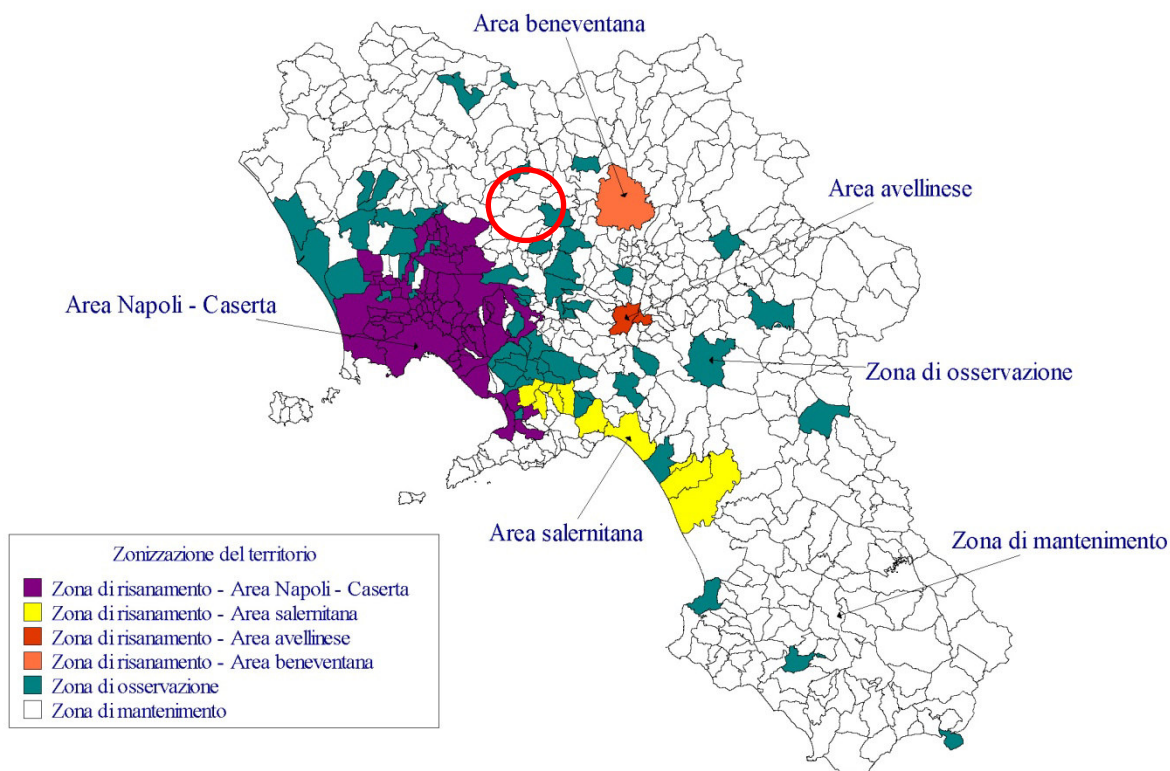 Area beneventana
Area avellinese
Area Napoli - Caserta
Zona di osservazione
Area salernitana
Zona di mantenimento
Zonizzazione del territorio
Zona di risanamento - Area Napoli - Caserta
Zona di risanamento - Area salernitana
Zona di risanamento - Area avellinese
Zona di risanamento - Area beneventana
Zona di osservazione
Zona di mantenimento